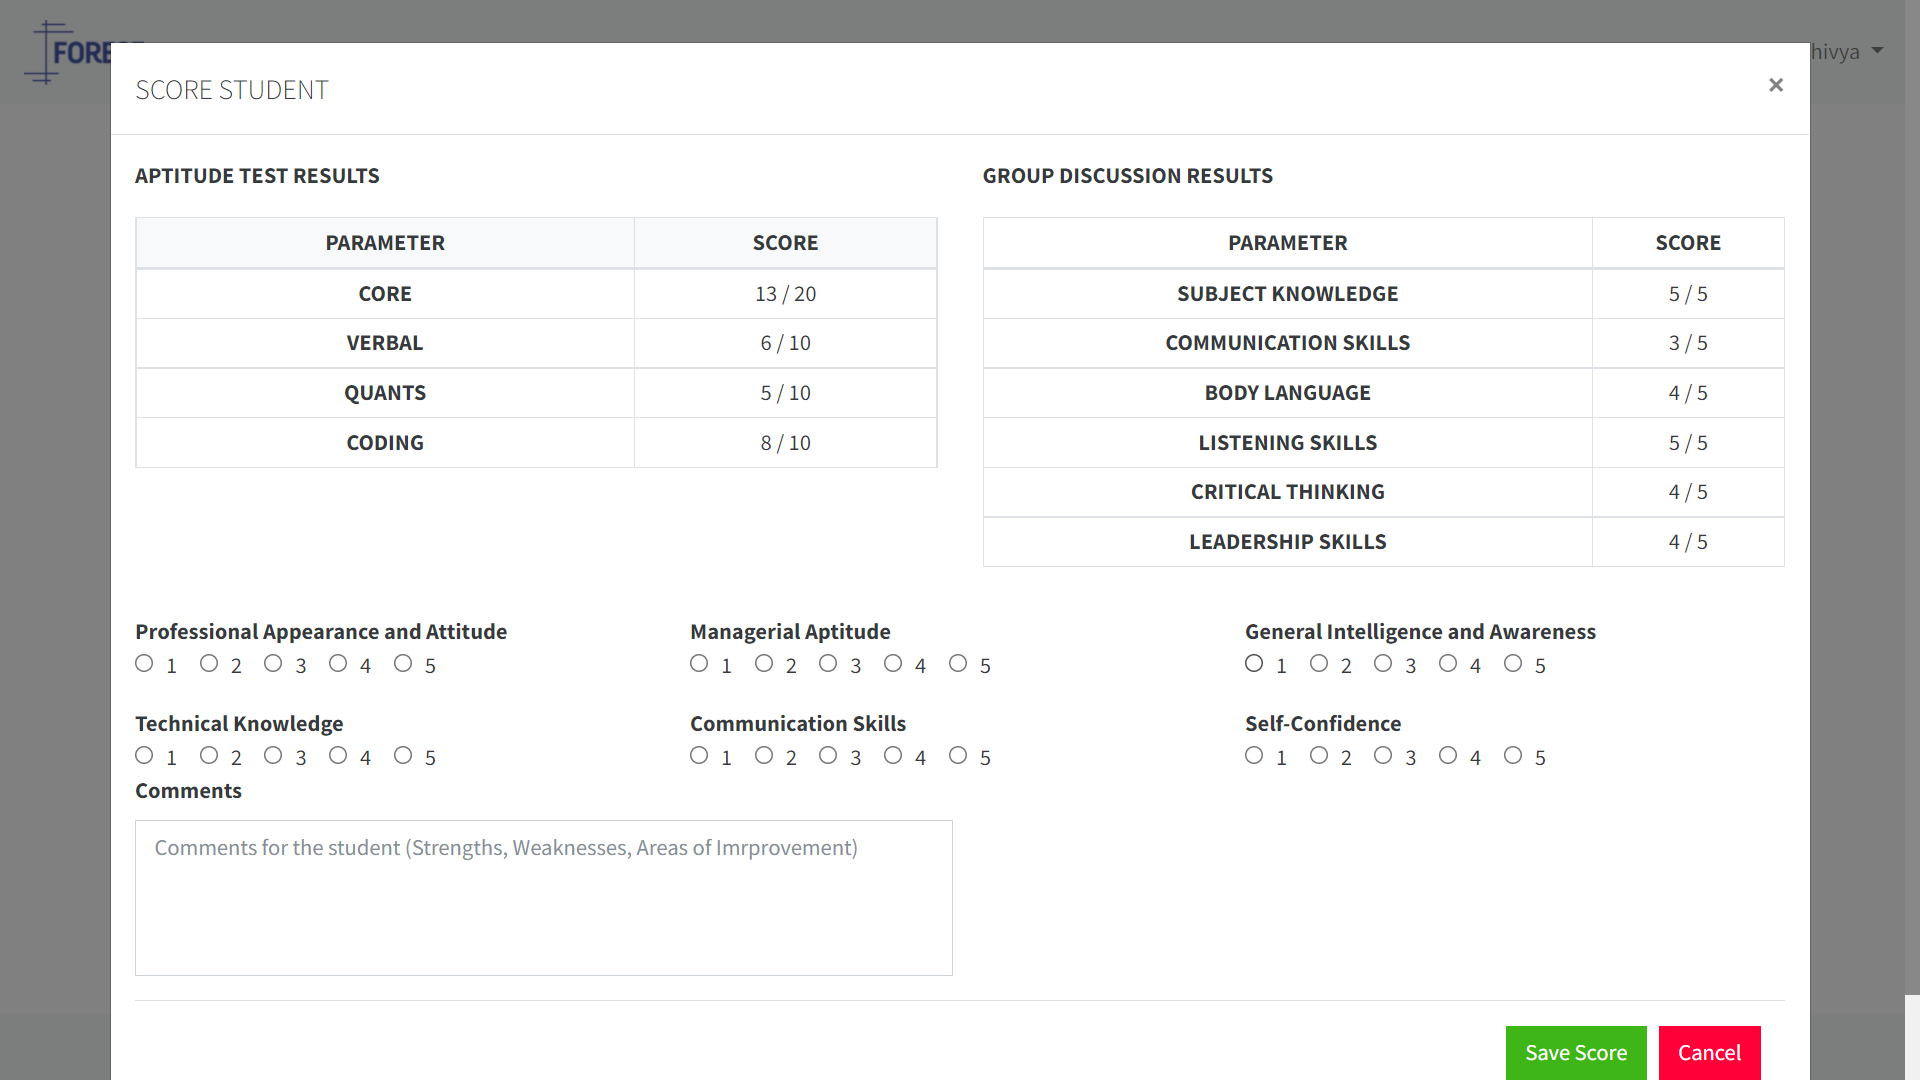 SCORE STUDENT
×
APTITUDE TEST RESULTS
PARAMETER SCORE
CORE 13 / 20
VERBAL 6 / 10
QUANTS 5 / 10
CODING 8 / 10
GROUP DISCUSSION RESULTS
PARAMETER SCORE
SUBJECT KNOWLEDGE 5 / 5
COMMUNICATION SKILLS 3 / 5
BODY LANGUAGE 4 / 5
LISTENING SKILLS 5 / 5
CRITICAL THINKING 4 / 5
LEADERSHIP SKILLS 4 / 5
Professional Appearance and Attitude
1 2 3 4 5
Managerial Aptitude
1 2 3 4 5
General Intelligence and Awareness
1 2 3 4 5
Technical Knowledge
1 2 3 4 5
Communication Skills
1 2 3 4 5
Self-Confidence
1 2 3 4 5
Comments
Comments for the student (Strengths, Weaknesses, Areas of Imrprovement)
Save Score Cancel